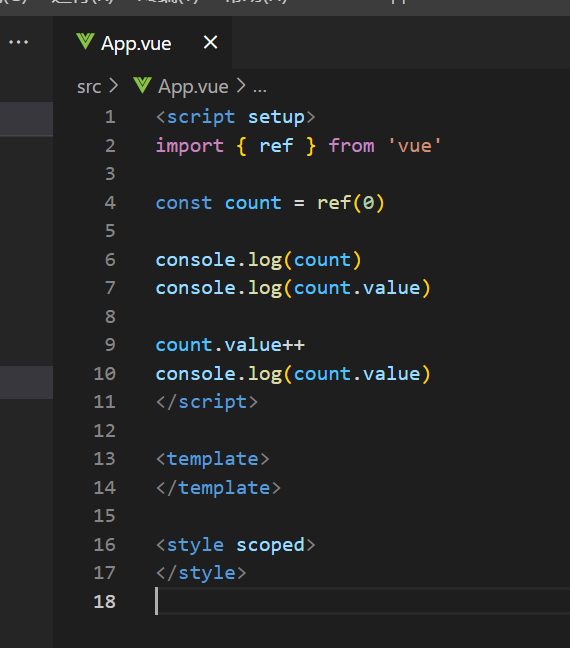 App.vue
src > App.vue > ...
1 <script setup>
2 import { ref } from 'vue'
3
4 const count = ref(0)
5
6 console.log(count)
7 console.log(count.value)
8
9 count.value++
10 console.log(count.value)
11 </script>
12
13 <template>
14 </template>
15
16 <style scoped>
17 </style>
18